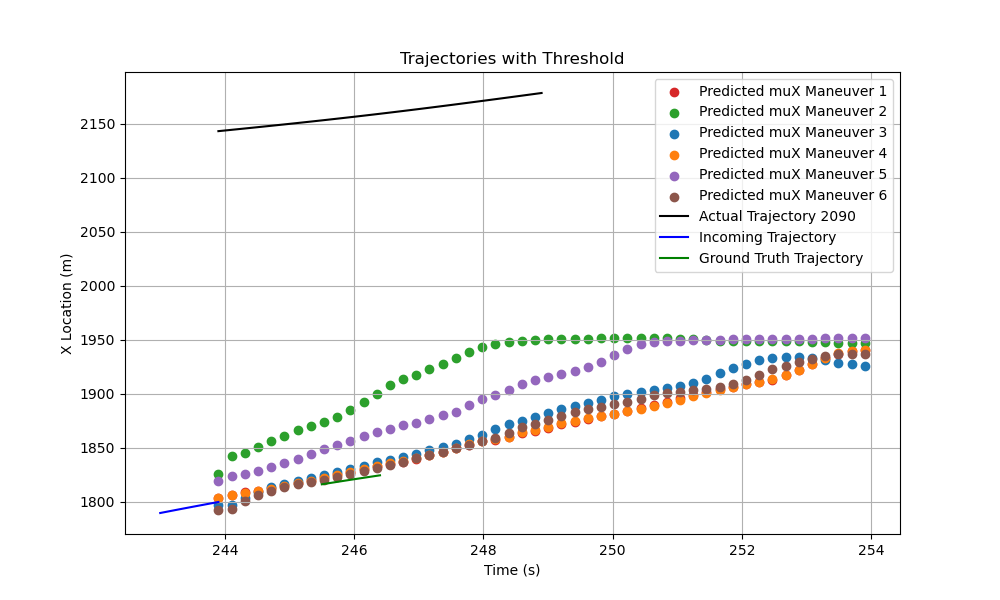 Trajectories with Threshold
Predicted muX Maneuver 1
Predicted muX Maneuver 2
Predicted muX Maneuver 3
Predicted muX Maneuver 4
Predicted muX Maneuver 5
Predicted muX Maneuver 6
Actual Trajectory 2090
Incoming Trajectory
Ground Truth Trajectory
X Location (m)
2150
2100
2050
2000
1950
1900
1850
1800
244 246 248 250 252 254
Time (s)